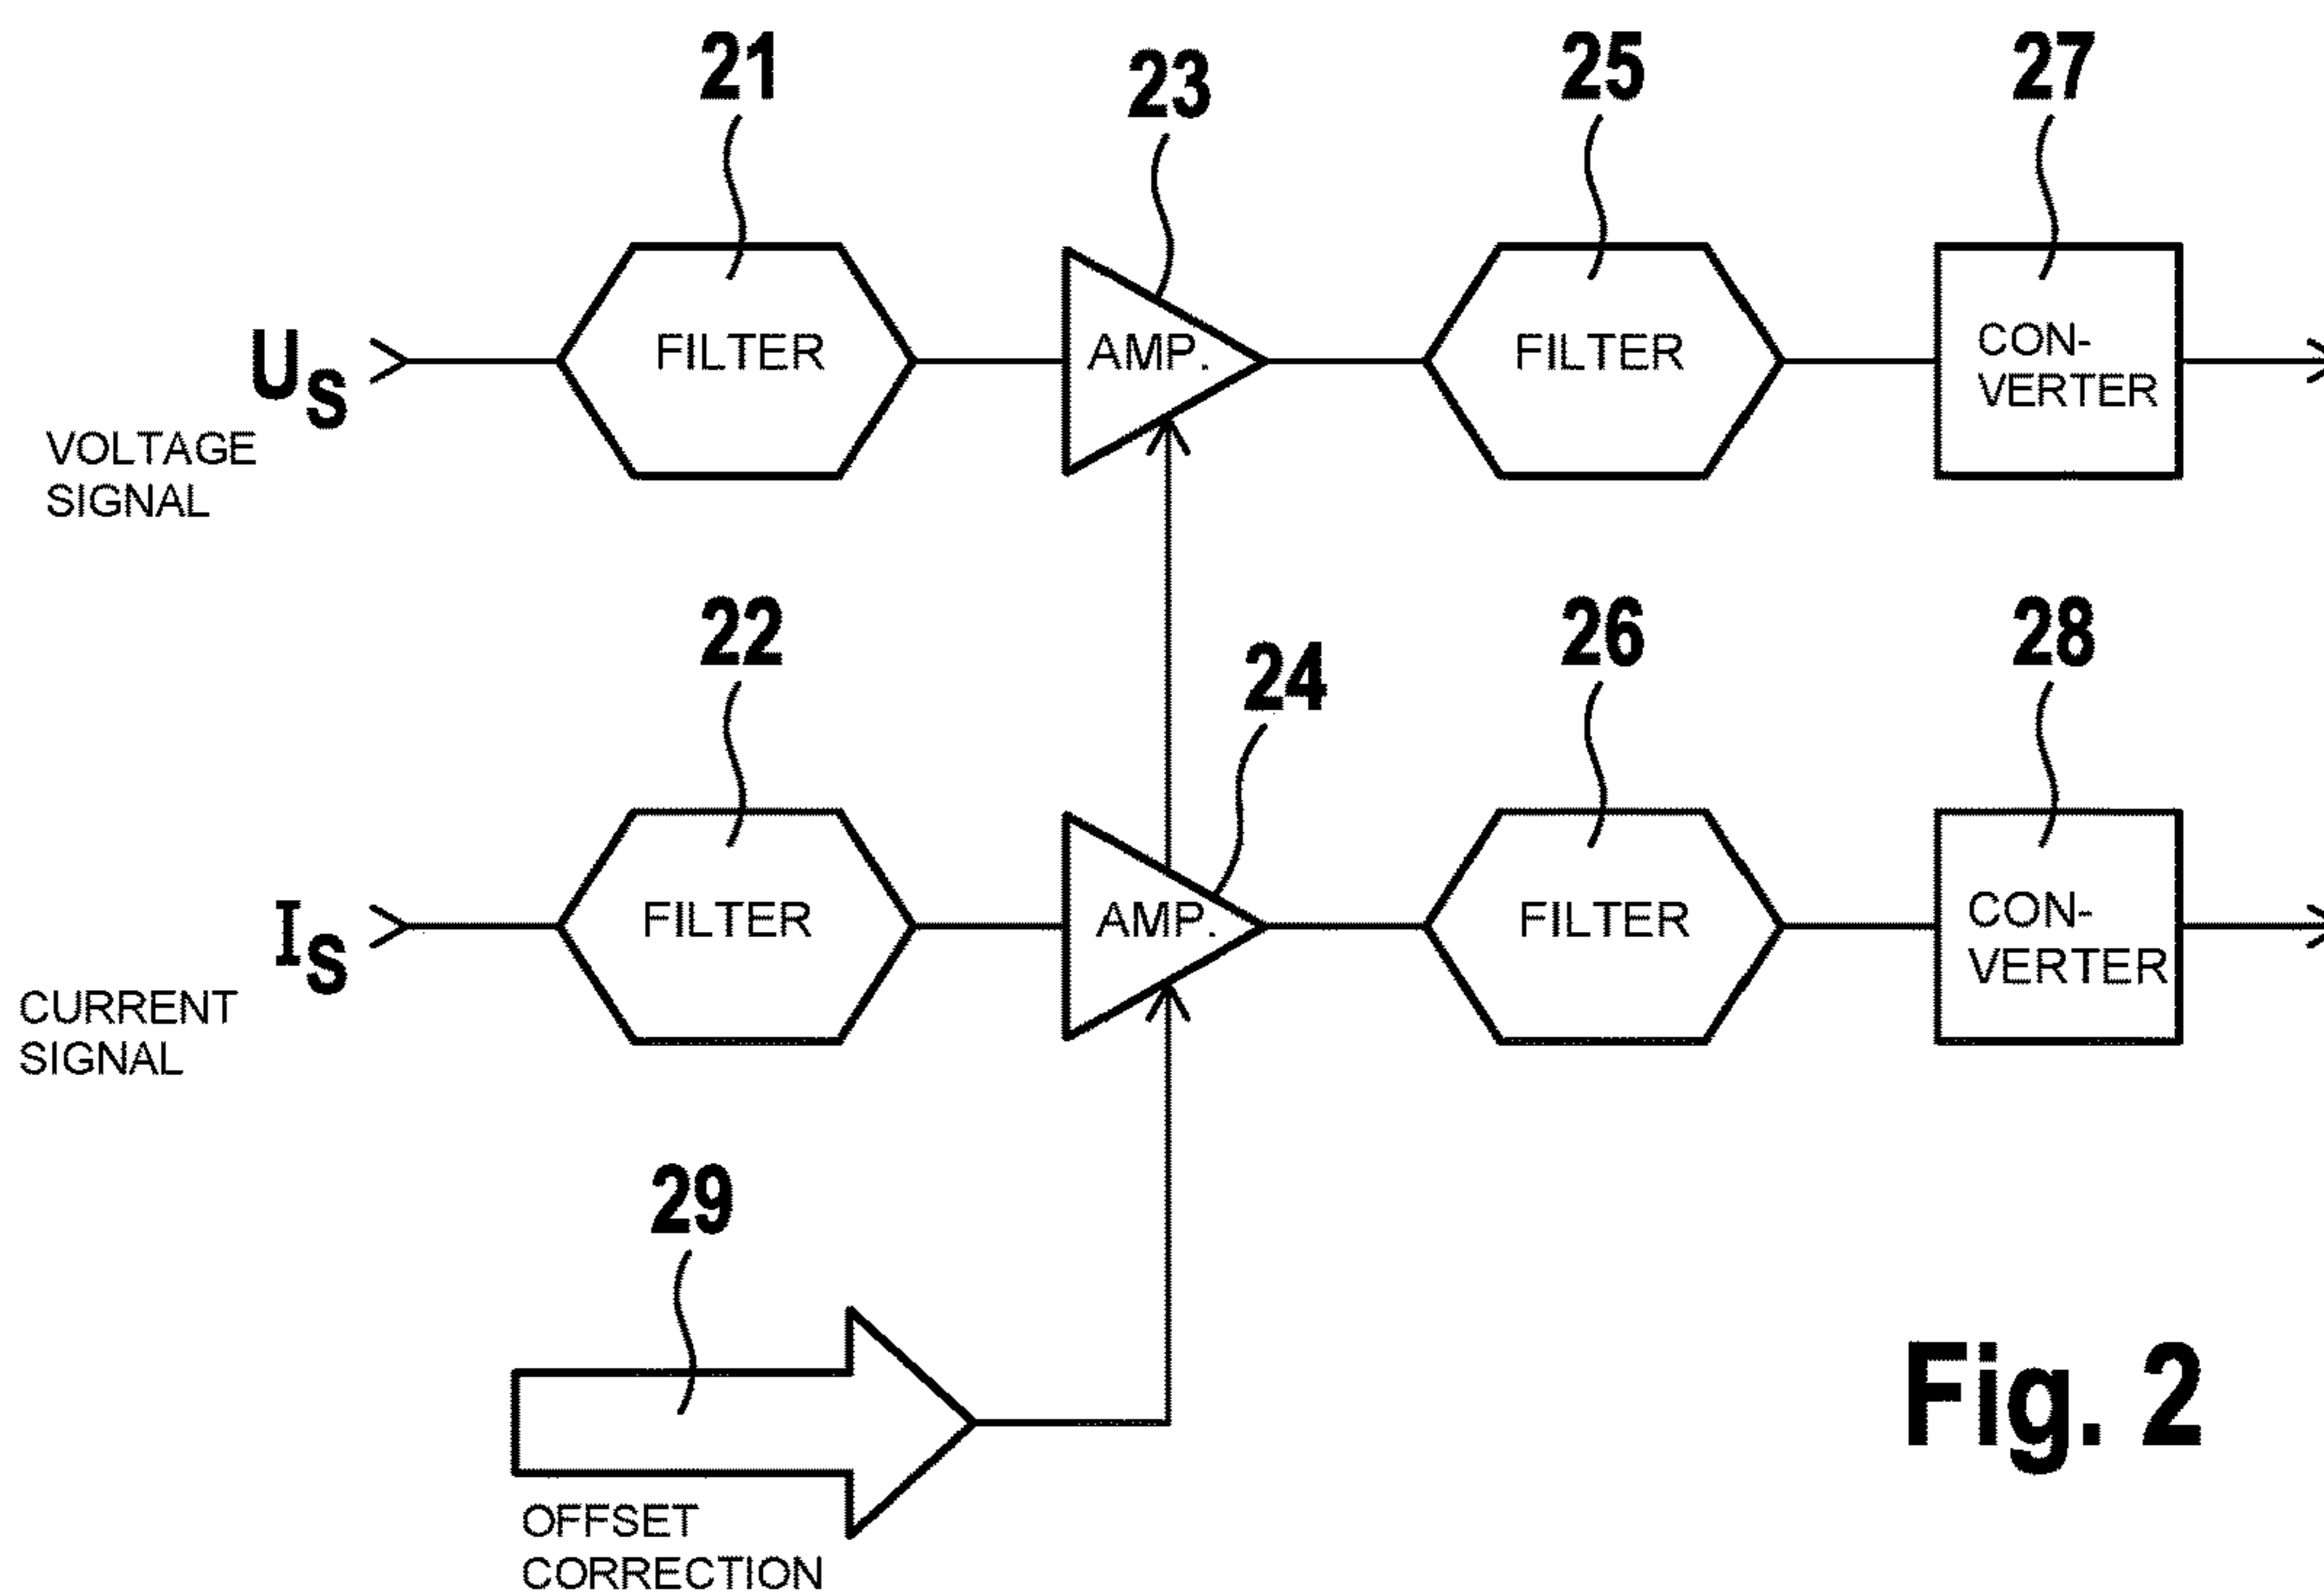 21
23
25
27
FILTER
AMP.
FILTER
CON-
VERTER
US
VOLTAGE
SIGNAL
22
24
26
28
FILTER
AMP.
FILTER
CON-
VERTER
IS
CURRENT
SIGNAL
29
OFFSET
CORRECTION
Fig. 2